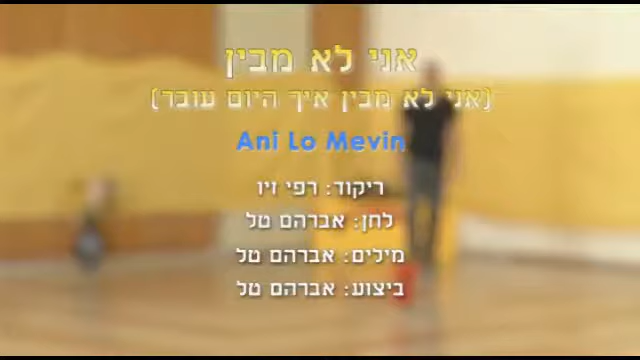 אני לא מבין
(אני לא מבין איך היום עובר)
Ani Lo Mevin
ריקוד: רפי זיו
לחן: אברהם טל
מילים: אברהם טל
ביצוע: אברהם טל